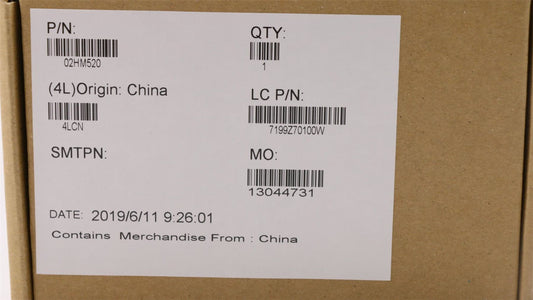 P/N:
02HM520
QTY:
1
(4L)Origin: China
4LCN
LC P/N:
7199Z70100W
SMTPN:
MO:
13044731
DATE: 2019/6/11 9:26:01
Contains Merchandise From : China